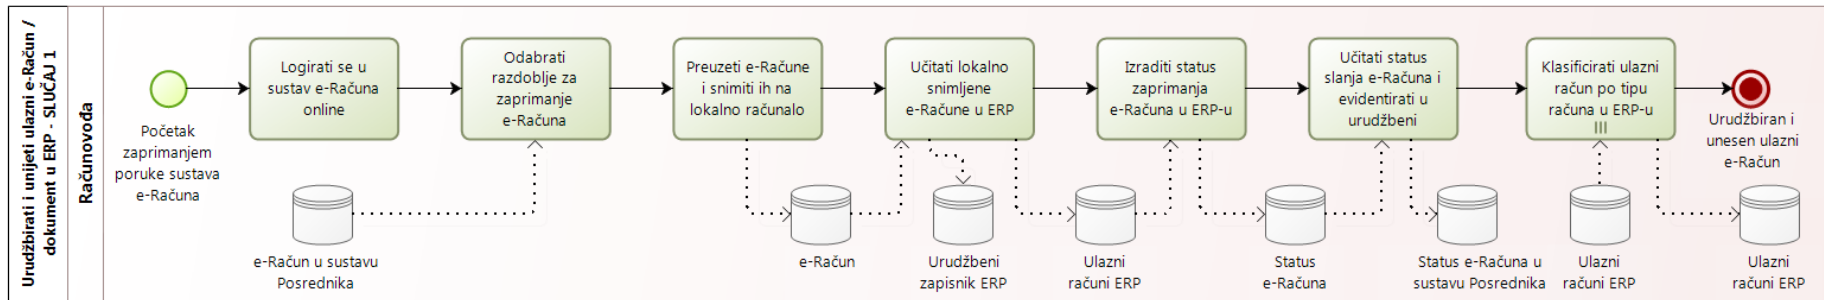 Urudžbirati i unijeti ulazni e-Račun /
dokument u ERP - SLUČAJ 1
Računovođa
Početak
zaprimanjem
poruke sustava
e-Računa
Logirati se u
sustav e-Računa
online
Odabrati
razdoblje za
zaprimanje
e-Računa
Preuzeti e-Račune
i snimiti ih na
lokalno računalo
Učitati lokalno
snimljene
e-Račune u ERP
Izraditi status
zaprimanja
e-Računa u ERP-u
Učitati status
slanja e-Računa i
evidentirati u
urudžbeni
Klasificirati ulazni
račun po tipu
računa u ERP-u
Urudžbiran i
unesen ulazni
e-Račun
e-Račun u sustavu
Posrednika
e-Račun
Urudžbeni
zapisnik ERP
Ulazni
računi ERP
Status
e-Računa
Status e-Računa u
sustavu Posrednika
Ulazni
računi ERP
Ulazni
računi ERP